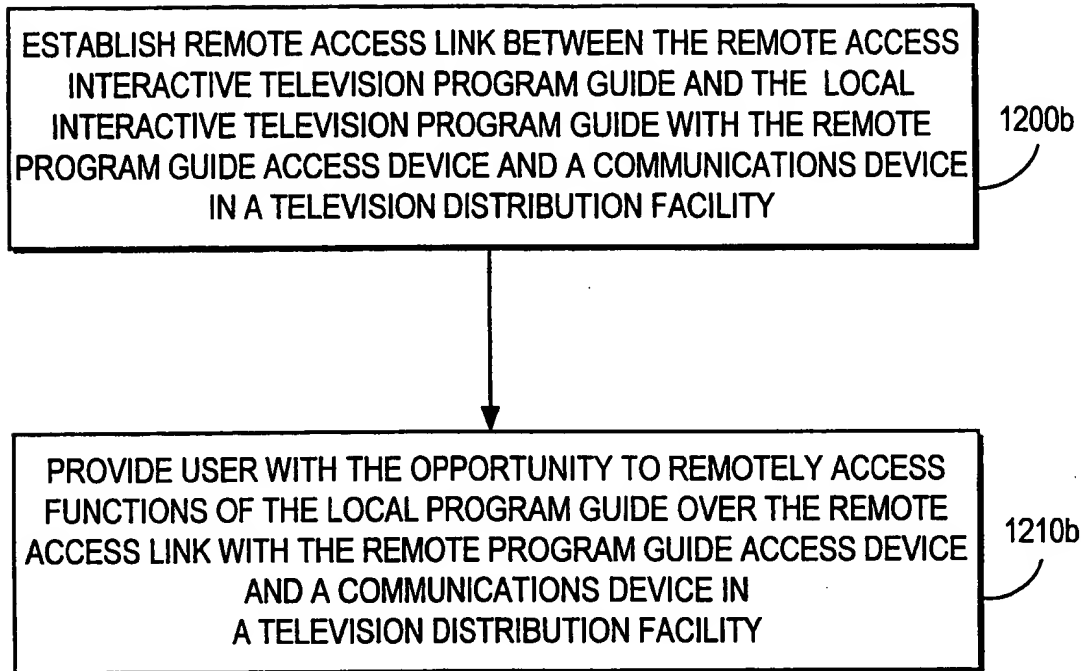 ESTABLISH REMOTE ACCESS LINK BETWEEN THE REMOTE ACCESS
INTERACTIVE TELEVISION PROGRAM GUIDE AND THE LOCAL
INTERACTIVE TELEVISION PROGRAM GUIDE WITH THE REMOTE
PROGRAM GUIDE ACCESS DEVICE AND A COMMUNICATIONS DEVICE
IN A TELEVISION DISTRIBUTION FACILITY
1200b
PROVIDE USER WITH THE OPPORTUNITY TO REMOTELY ACCESS
FUNCTIONS OF THE LOCAL PROGRAM GUIDE OVER THE REMOTE
ACCESS LINK WITH THE REMOTE PROGRAM GUIDE ACCESS DEVICE
AND A COMMUNICATIONS DEVICE IN
A TELEVISION DISTRIBUTION FACILITY
1210b